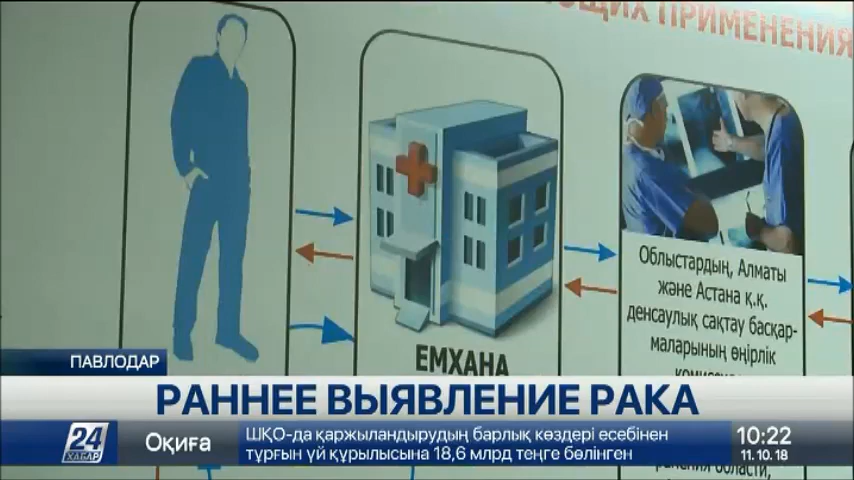 ПРИМЕНЕНИЯ
ЕМХАНА
Облыстардың, Алматы
және Астана қ.қ.
денсаулық сақтау басқар-
маларының өңірлік
ПАВЛОДАР
РАННЕЕ ВЫЯВЛЕНИЕ РАКА
24
ХАБАР
Оқиға
ШҚО-да қаржыландырудың барлық көздері есебінен
тұрғын үй құрылысына 18,6 млрд теңге бөлінген
10:22
11.10.18
области,